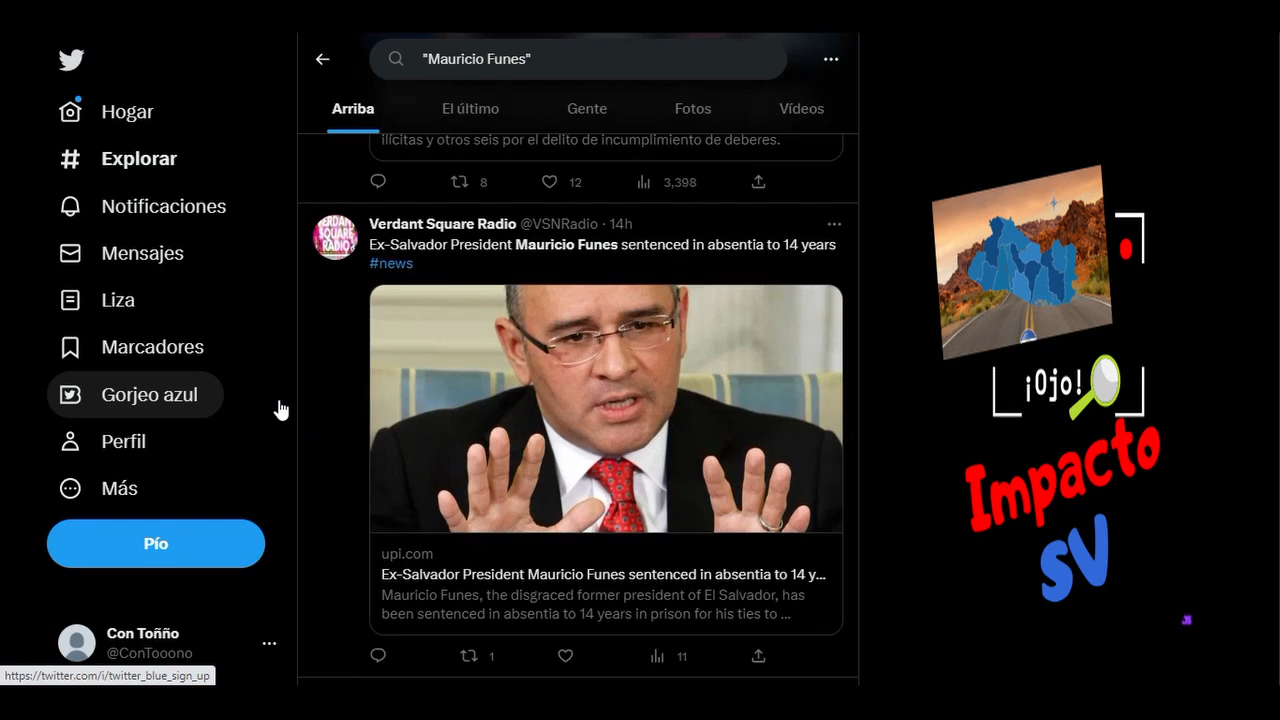 Hogar
Explorar
Notificaciones
Mensajes
Liza
Marcadores
Gorjeo azul
Perfil
Más
Pío
Con Toñño
@ConTooono
https://twitter.com/i/twitter_blue_sign_up
"Mauricio Funes"
Arriba
El último
Gente
Fotos
Vídeos
ilícitas y otros seis por el delito de incumplimiento de deberes.
8
12
3,398
Verdant Square Radio @VSNRadio · 14h
Ex-Salvador President Mauricio Funes sentenced in absentia to 14 years
#news
upi.com
Ex-Salvador President Mauricio Funes sentenced in absentia to 14 y...
Mauricio Funes, the disgraced former president of El Salvador, has
been sentenced in absentia to 14 years in prison for his ties to ...
1
11
VERDANT
SQUARE
RADIO
¡Ojo!
Impacto
SV